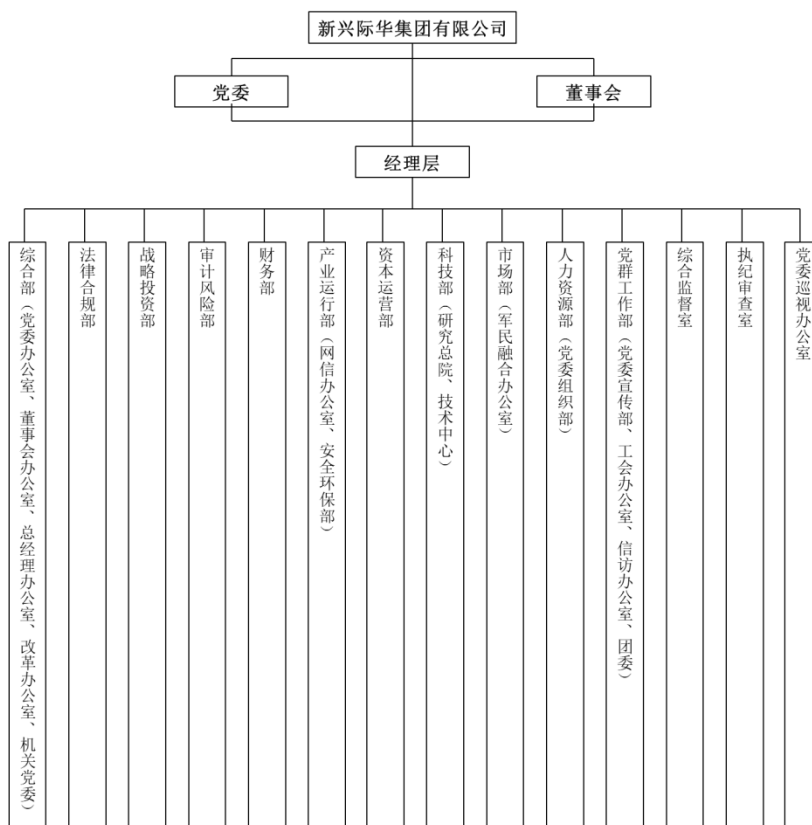 新兴际华集团有限公司
党委
董事会
经理层
综合部（党委办公室、董事会办公室、总经理办公室、改革办公室、机关党委）
法律合规部
战略投资部
审计风险部
财务部
产业运行部（网信办公室、安全环保部）
资本运营部
科技部（研究总院、技术中心）
市场部（军民融合办公室）
人力资源部（党委组织部）
党群工作部（党委宣传部、工会办公室、信访办公室、团委）
综合监督室
执纪审查室
党委巡视办公室